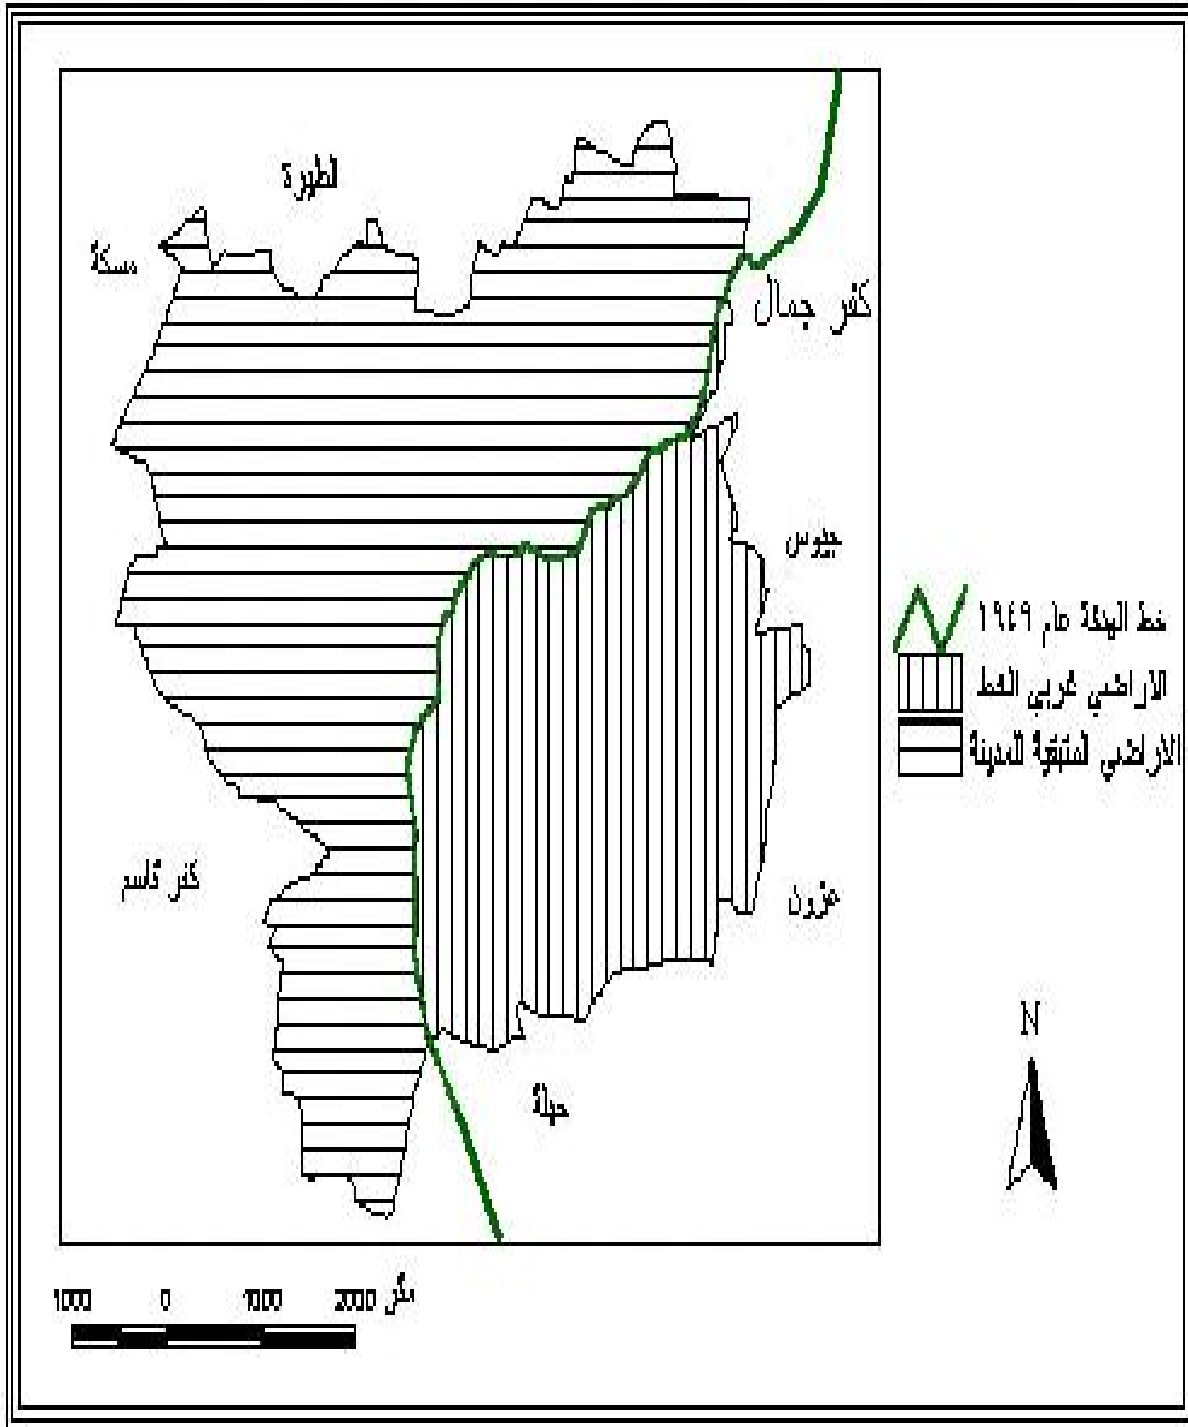 الطيرة
مسكة
كفر جمال
جيوس
خط الهدنة عام ١٩٤٩
الاراضي غربي الخط
الاراضي المتبقية للمدينة
كفر قاسم
عزون
N
حبلة
1000 0 1000 2000 متر